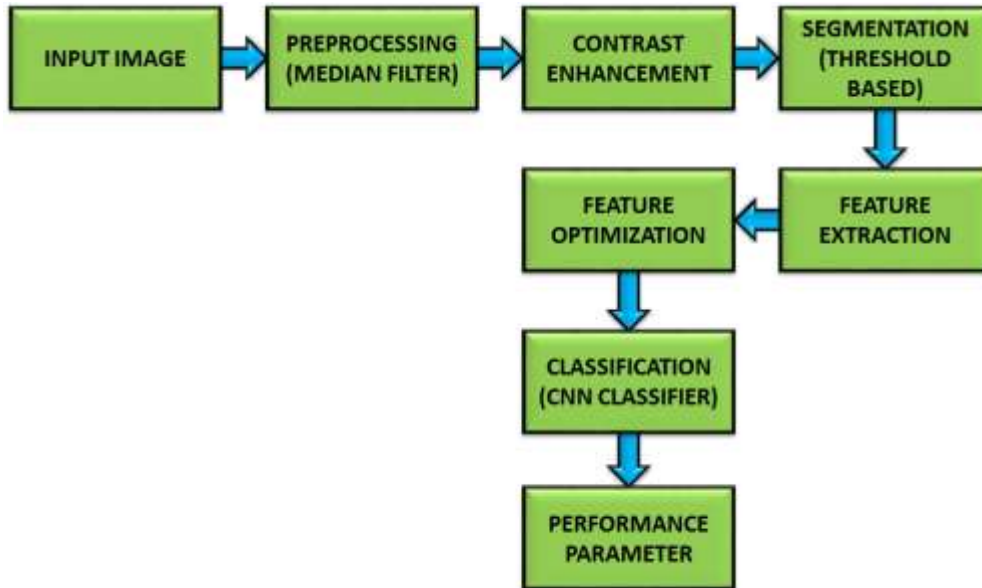 INPUT IMAGE
PREPROCESSING
(MEDIAN FILTER)
CONTRAST
ENHANCEMENT
SEGMENTATION
(THRESHOLD
BASED)
FEATURE
EXTRACTION
FEATURE
OPTIMIZATION
CLASSIFICATION
(CNN CLASSIFIER)
PERFORMANCE
PARAMETER